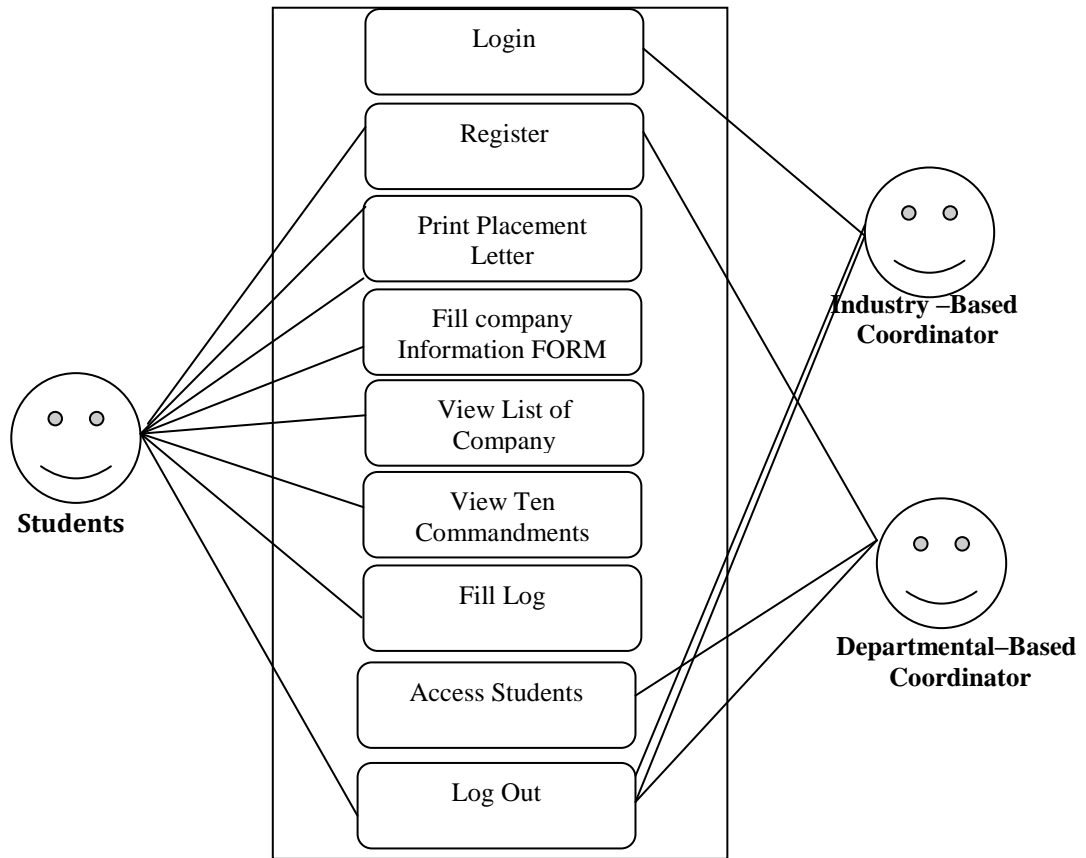 Login
Register
Print Placement
Letter
Fill company
Information FORM
View List of
Company
View Ten
Commandments
Fill Log
Access Students
Log Out
Students
Industry –Based
Coordinator
Departmental–Based
Coordinator